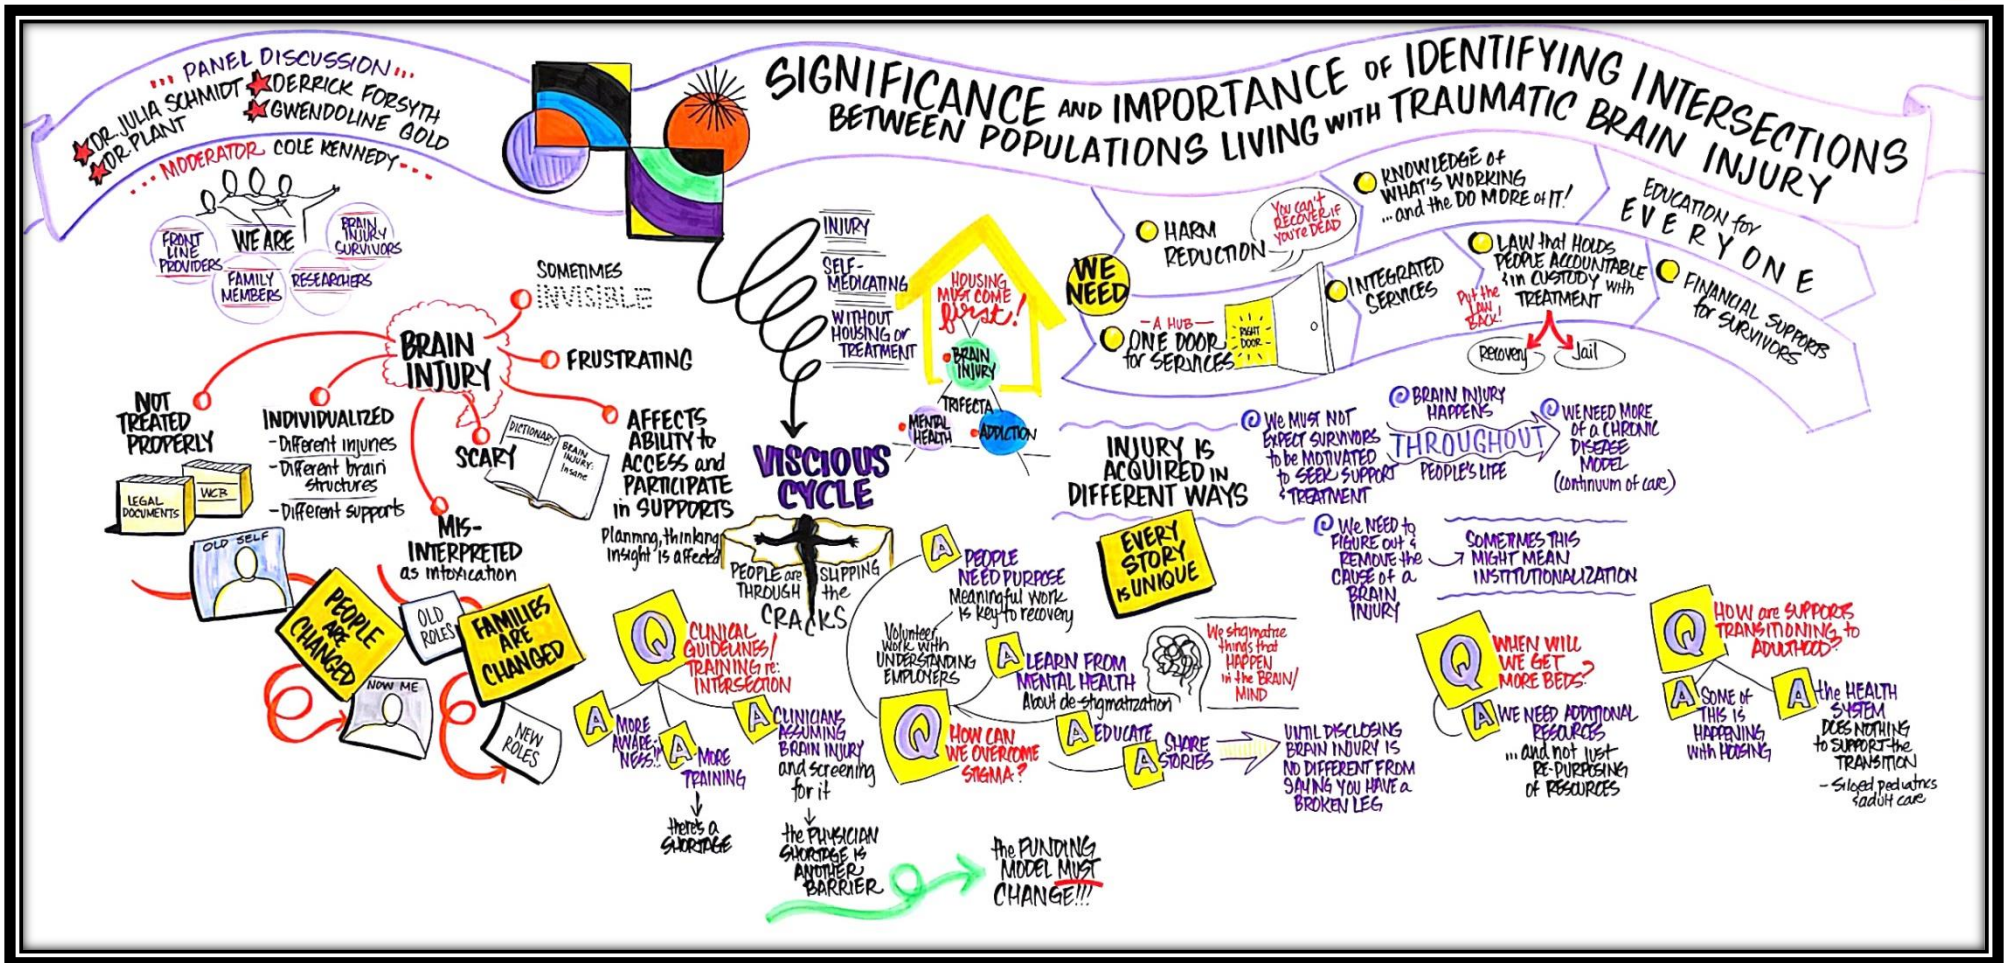 PANEL DISCUSSION
DR. JULIA SCHMIDT
DR. PLANT
DERRICK FORSYTH
GWENDOLINE GOLD
MODERATOR COLE KENNEDY
SIGNIFICANCE AND IMPORTANCE OF IDENTIFYING INTERSECTIONS
BETWEEN POPULATIONS LIVING WITH TRAUMATIC BRAIN INJURY
WE ARE
FRONT
LINE
PROVIDERS
FAMILY
MEMBERS
RESEARCHERS
BRAIN
INJURY
SURVIVORS
BRAIN
INJURY
SOMETIMES
INVISIBLE
FRUSTRATING
AFFECTS
ABILITY to
ACCESS and
PARTICIPATE
in SUPPORTS
Planning, thinking,
insight is affected
SCARY
DICTIONARY
BRAIN
INJURY:
Insane
MIS-
INTERPRETED
as intoxication
INDIVIDUALIZED
- Different injuries
- Different brain
structures
- Different supports
NOT
TREATED
PROPERLY
LEGAL
DOCUMENTS
WCB
OLD SELF
PEOPLE
ARE
CHANGED
NOW ME
OLD
ROLES
FAMILIES
ARE
CHANGED
NEW
ROLES
INJURY
SELF-
MEDICATING
WITHOUT
HOUSING or
TREATMENT
VISCIOUS
CYCLE
PEOPLE are SLIPPING
THROUGH the
CRACKS
HOUSING
MUST COME
first!
BRAIN
INJURY
TRIFECTA
MENTAL
HEALTH
ADDICTION
WE
NEED
HARM
REDUCTION
You can't
RECOVER if
you're DEAD
KNOWLEDGE of
WHAT'S WORKING
...and the DO MORE of IT!
EDUCATION for
EVERYONE
- A HUB -
ONE DOOR
for SERVICES
RIGHT
DOOR
INTEGRATED
SERVICES
LAW that HOLDS
PEOPLE ACCOUNTABLE
& in CUSTODY with
TREATMENT
Put the
LAW
BACK!
Recovery
Jail
FINANCIAL SUPPORTS
for SURVIVORS
INJURY IS
ACQUIRED IN
DIFFERENT WAYS
EVERY
STORY
is UNIQUE
WE MUST NOT
EXPECT SURVIVORS
to be MOTIVATED
to SEEK SUPPORT
& TREATMENT
BRAIN INJURY
HAPPENS
THROUGHOUT
PEOPLE'S LIFE
WE NEED MORE
of a CHRONIC
DISEASE
MODEL
(continuum of care)
WE NEED to
FIGURE OUT &
REMOVE the
CAUSE of a
BRAIN
INJURY
SOMETIMES THIS
MIGHT MEAN
INSTITUTIONALIZATION
Q
CLINICAL
GUIDELINES/
TRAINING re:
INTERSECTION
A
MORE
AWARE-
NESS!!
A
MORE
TRAINING
there's a
SHORTAGE
A
CLINICIANS
ASSUMING
BRAIN INJURY
and screening
for it
the PHYSICIAN
SHORTAGE IS
ANOTHER
BARRIER
the FUNDING
MODEL MUST
CHANGE!!!
Q
HOW CAN
WE OVERCOME
STIGMA?
A
PEOPLE
NEED PURPOSE
Meaningful work
is key to recovery
Volunteer,
work with
UNDERSTANDING
EMPLOYERS
A
LEARN FROM
MENTAL HEALTH
About de-stigmatization
We stigmatize
things that
HAPPEN
in the BRAIN/
MIND
A
EDUCATE
A
SHARE
STORIES
UNTIL DISCLOSING
BRAIN INJURY IS
NO DIFFERENT FROM
SAYING YOU HAVE a
BROKEN LEG
Q
WHEN WILL
WE GET
MORE BEDS?
A
WE NEED ADDITIONAL
RESOURCES
...and not just
RE-PURPOSING
of RESOURCES
Q
HOW are SUPPORTS
TRANSITIONING to
ADULTHOOD?
A
SOME of
THIS IS
HAPPENING
with HOUSING
A
the HEALTH
SYSTEM
DOES NOTHING
to SUPPORT the
TRANSITION
- Siloed pediatrics
& adult care